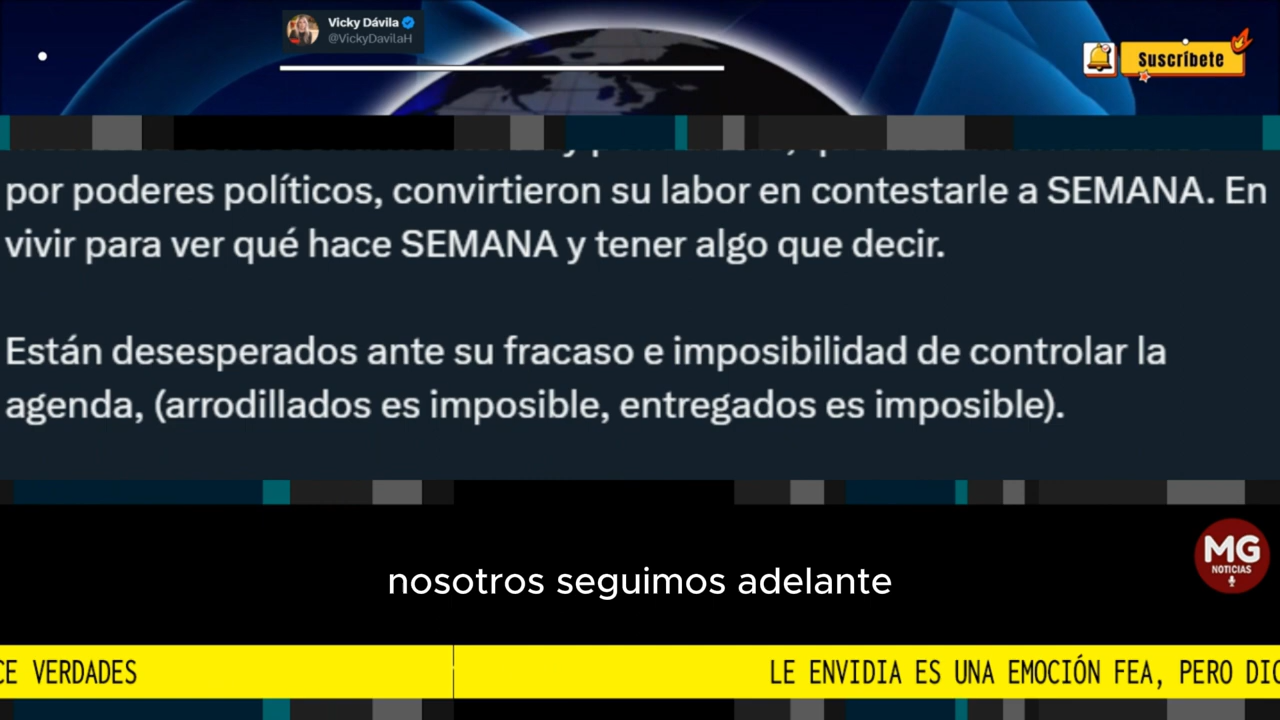 Vicky Dávila
@VickyDavilaH
Suscríbete
por poderes políticos, convirtieron su labor en contestarle a SEMANA. En
vivir para ver qué hace SEMANA y tener algo que decir.
Están desesperados ante su fracaso e imposibilidad de controlar la
agenda, (arrodillados es imposible, entregados es imposible).
MG
NOTICIAS
nosotros seguimos adelante
CE VERDADES
LE ENVIDIA ES UNA EMOCIÓN FEA, PERO DIC